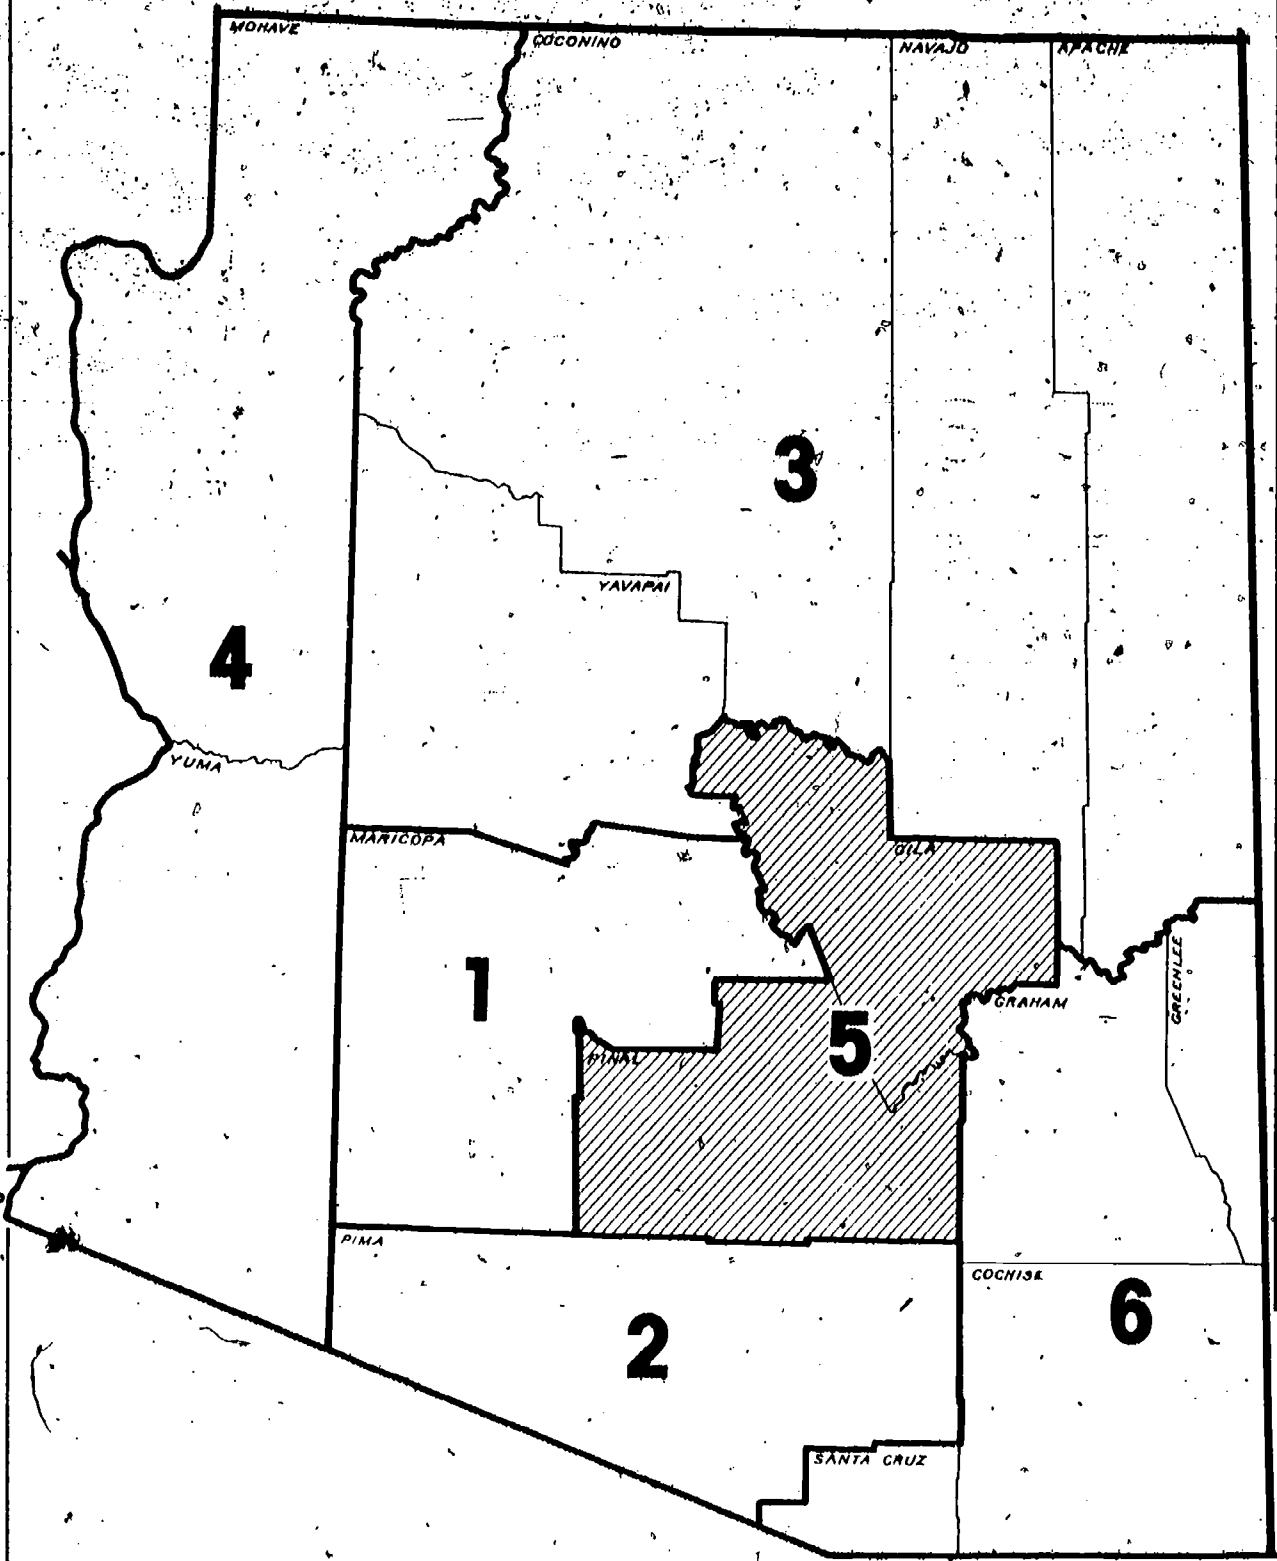 MOHAVE
COCONINO
NAVAJO
APACHE
3
YAVAPAI
4
YUMA
MARICOPA
GILA
1
GREENLEE
GRAHAM
5
PINAL
PIMA
COCHISE
6
2
SANTA CRUZ